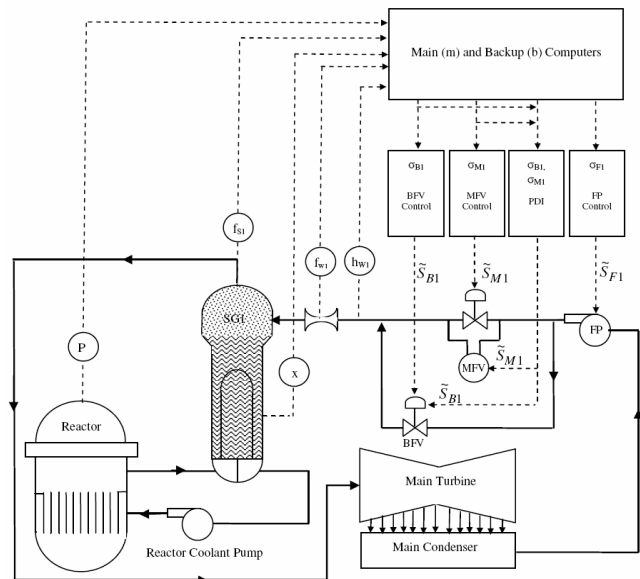 Main (m) and Backup (b) Computers
σB1
BFV
Control
σM1
MFV
Control
σB1,
σM1
PDI
σF1
FP
Control
fS1
fw1
hW1
S̃B1
S̃M1
S̃F1
SG1
FP
P
x
MFV
S̃M1
S̃B1
BFV
Reactor
Main Turbine
Reactor Coolant Pump
Main Condenser